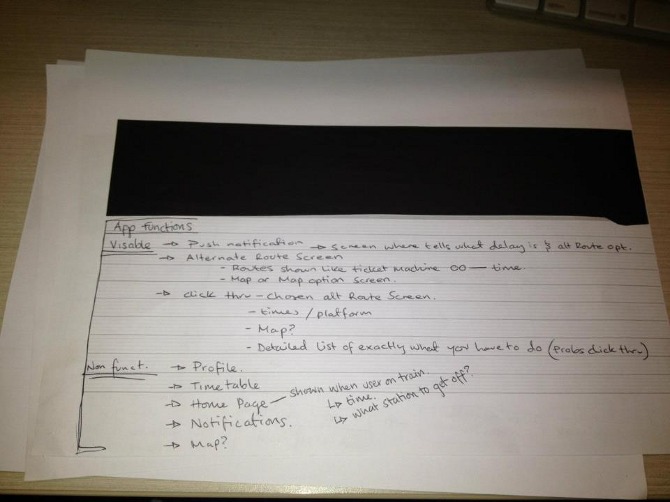 App functions
Visable → Push notification → Screen where tells what delay is & alt Route opt.
→ Alternate Route Screen
- Routes shown like ticket machine OO — time.
- Map or Map option screen.
→ click thru - Chosen alt Route Screen.
- times / platform
- Map?
- Detailed list of exactly what you have to do (probs click thru)
Non funct. → Profile.
→ Timetable
→ Home Page — shown when user on train.
↳ time.
↳ what station to get off?
→ Notifications.
→ Map?